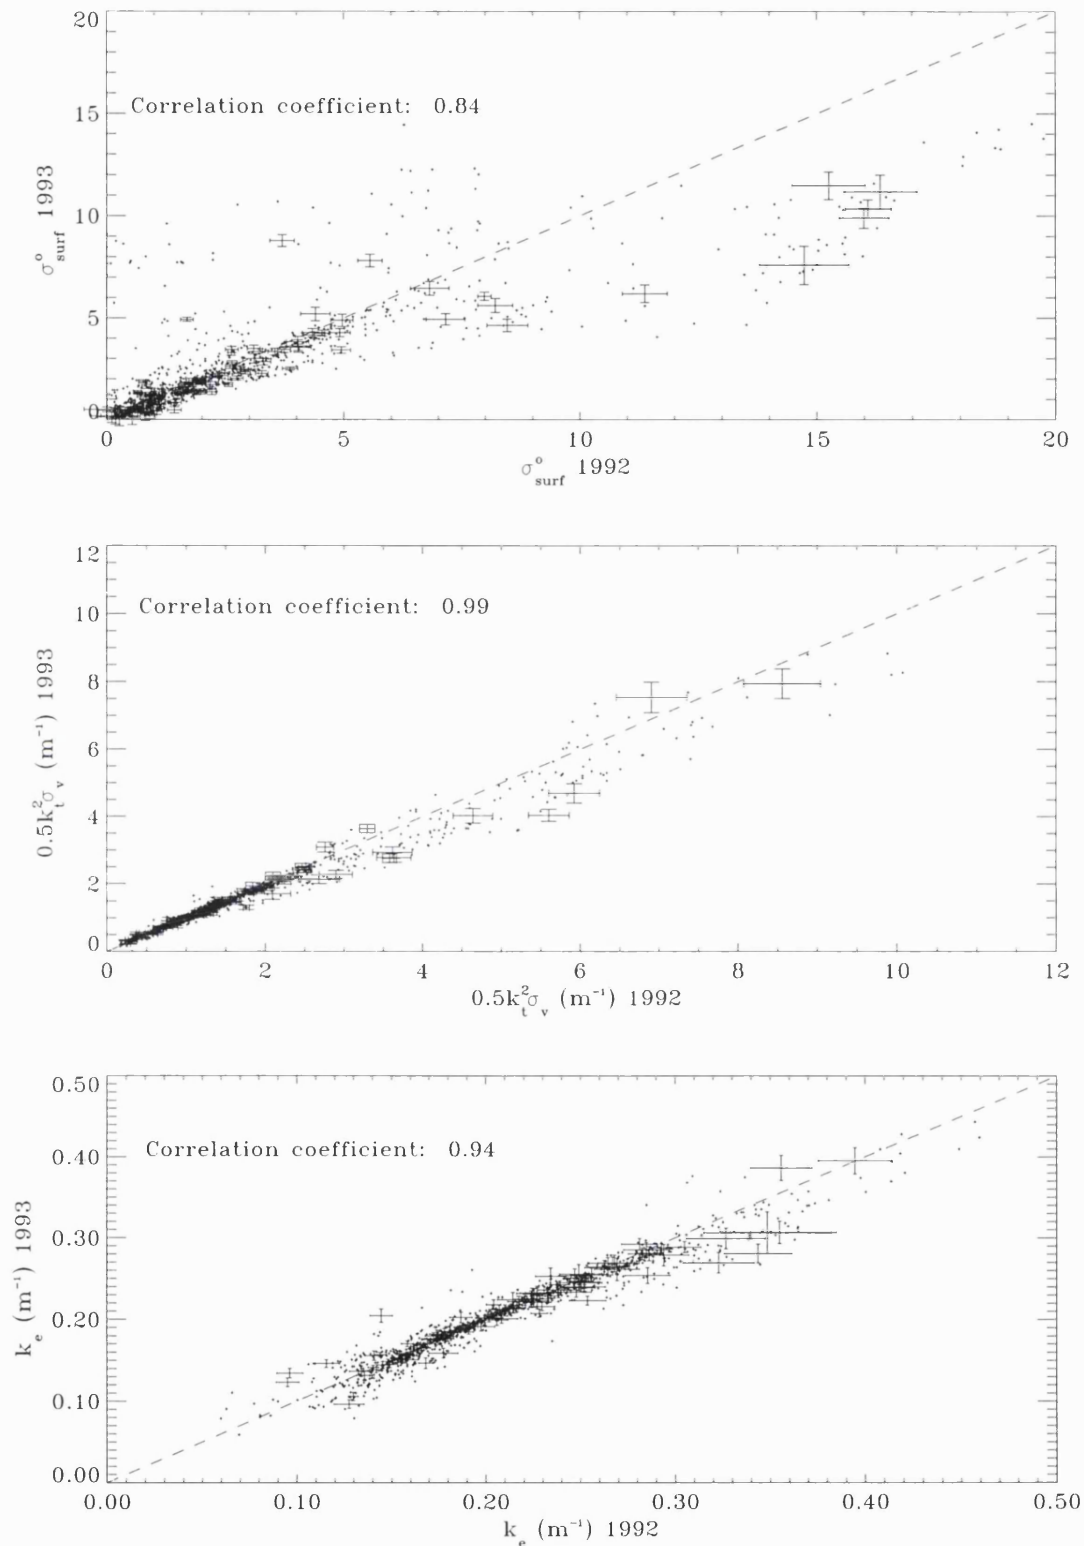 20
15
10
5
0
Correlation coefficient: 0.84
σ°surf 1993
0 5 10 15 20
σ°surf 1992
12
10
8
6
4
2
0
Correlation coefficient: 0.99
0.5k²tσv (m⁻¹) 1993
0 2 4 6 8 10 12
0.5k²tσv (m⁻¹) 1992
0.50
0.40
0.30
0.20
0.10
0.00
Correlation coefficient: 0.94
ke (m⁻¹) 1993
0.00 0.10 0.20 0.30 0.40 0.50
ke (m⁻¹) 1992